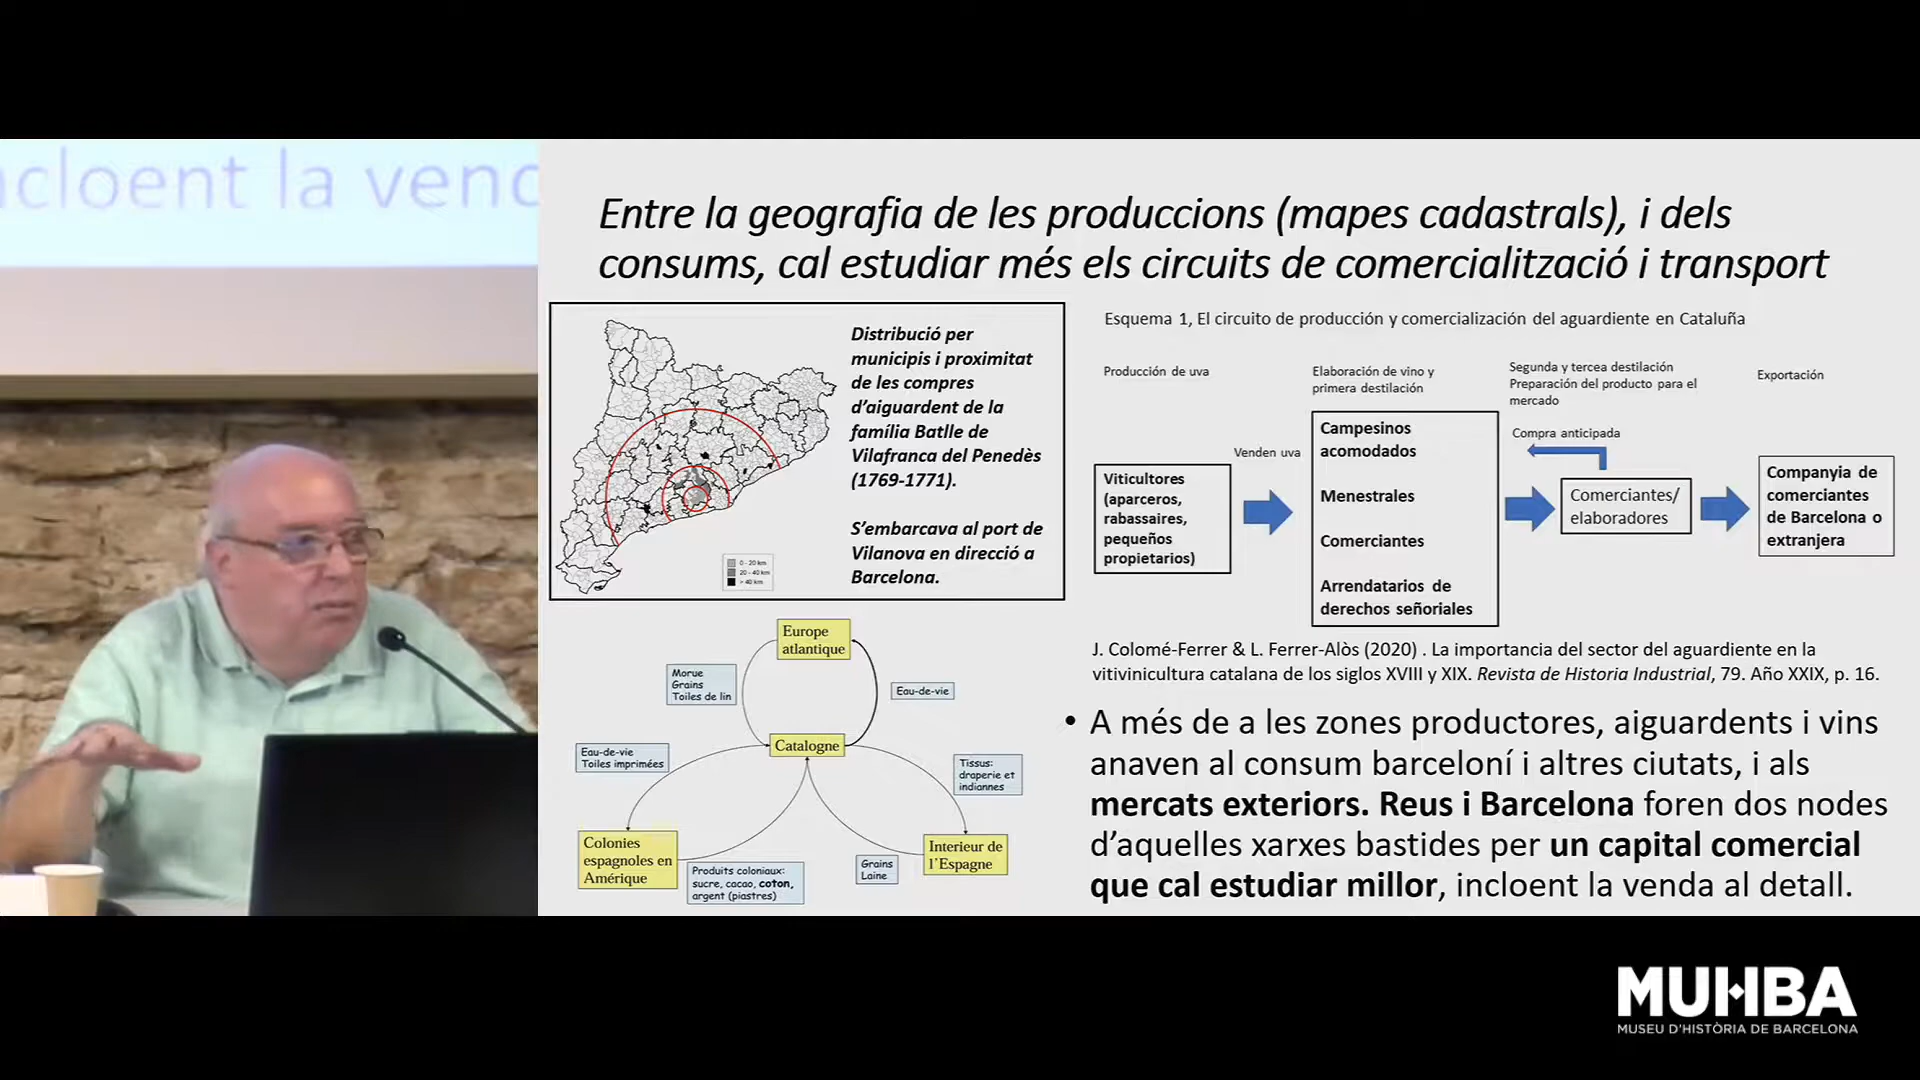 ncloent la venc
Entre la geografia de les produccions (mapes cadastrals), i dels
consums, cal estudiar més els circuits de comercialització i transport
Distribució per
municipis i proximitat
de les compres
d’aiguardent de la
família Batlle de
Vilafranca del Penedès
(1769-1771).
S’embarcava al port de
Vilanova en direcció a
Barcelona.
0 - 20 km
20 - 40 km
> 40 km
Esquema 1, El circuito de producción y comercialización del aguardiente en Cataluña
Producción de uva
Elaboración de vino y
primera destilación
Segunda y tercea destilación
Preparación del producto para el
mercado
Exportación
Compra anticipada
Venden uva
Viticultores
(aparceros,
rabassaires,
pequeños
propietarios)
Campesinos
acomodados
Menestrales
Comerciantes
Arrendatarios de
derechos señoriales
Comerciantes/
elaboradores
Companyia de
comerciantes
de Barcelona o
extranjera
J. Colomé-Ferrer & L. Ferrer-Alòs (2020) . La importancia del sector del aguardiente en la
vitivinicultura catalana de los siglos XVIII y XIX. Revista de Historia Industrial, 79. Año XXIX, p. 16.
Europe
atlantique
Morue
Grains
Toiles de lin
Eau-de-vie
Catalogne
Eau-de-vie
Toiles imprimées
Tissus:
draperie et
indiannes
Colonies
espagnoles en
Amérique
Produits coloniaux:
sucre, cacao, coton,
argent (piastres)
Grains
Laine
Interieur de
l’Espagne
• A més de a les zones productores, aiguardents i vins
anaven al consum barceloní i altres ciutats, i als
mercats exteriors. Reus i Barcelona foren dos nodes
d’aquelles xarxes bastides per un capital comercial
que cal estudiar millor, incloent la venda al detall.
MUHBA
MUSEU D'HISTÒRIA DE BARCELONA